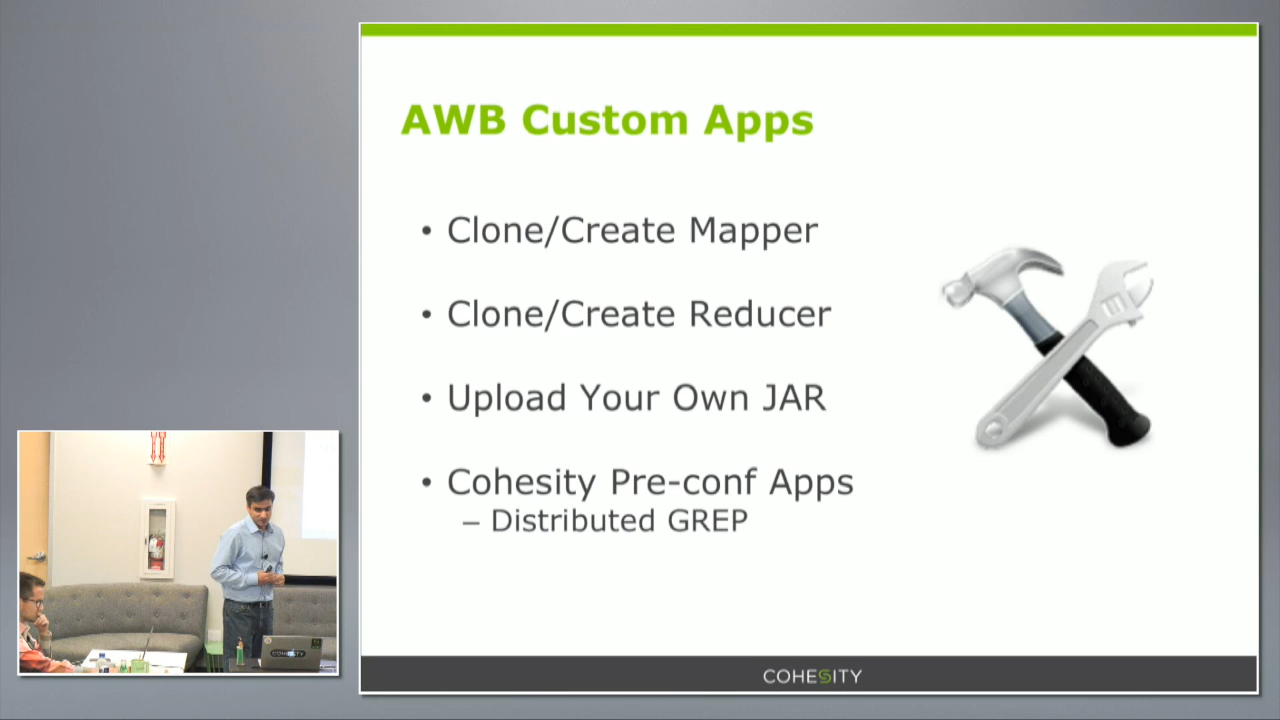 AWB Custom Apps
• Clone/Create Mapper
• Clone/Create Reducer
• Upload Your Own JAR
• Cohesity Pre-conf Apps
– Distributed GREP
COHESITY
COHESITY